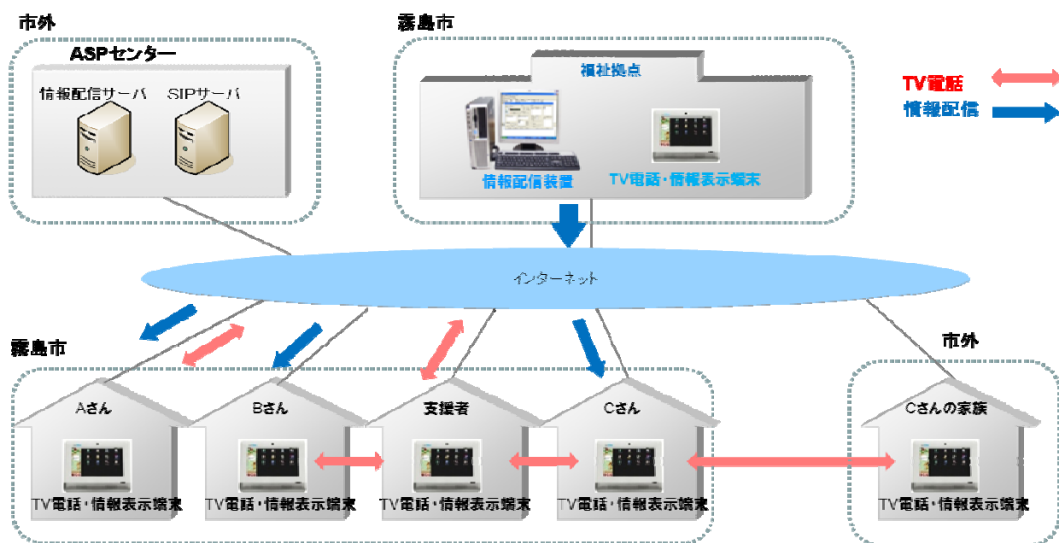 市外
ASPセンター
情報配信サーバ
SIPサーバ
霧島市
福祉拠点
情報配信装置
TV電話・情報表示端末
TV電話
情報配信
インターネット
霧島市
Aさん
TV電話・情報表示端末
Bさん
TV電話・情報表示端末
支援者
TV電話・情報表示端末
Cさん
TV電話・情報表示端末
市外
Cさんの家族
TV電話・情報表示端末